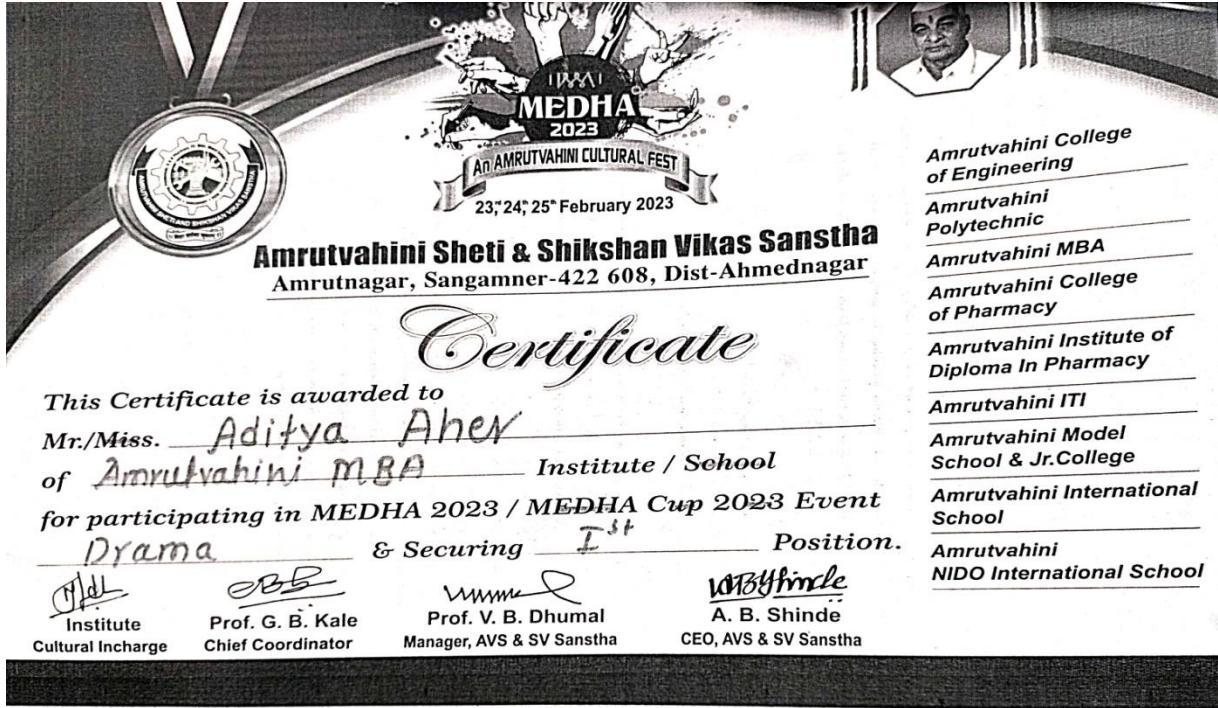 MEDHA
2023
An AMRUTVAHINI CULTURAL FEST
23rd, 24th, 25th February 2023
Amrutvahini Sheti & Shikshan Vikas Sanstha
Amrutnagar, Sangamner-422 608, Dist-Ahmednagar
Certificate
This Certificate is awarded to
Mr./Miss. Aditya Aher
of Amrutvahini MBA Institute / School
for participating in MEDHA 2023 / MEDHA Cup 2023 Event
Drama & Securing Ist Position.
Institute
Cultural Incharge
Prof. G. B. Kale
Chief Coordinator
Prof. V. B. Dhumal
Manager, AVS & SV Sanstha
A. B. Shinde
CEO, AVS & SV Sanstha
Amrutvahini College
of Engineering
Amrutvahini
Polytechnic
Amrutvahini MBA
Amrutvahini College
of Pharmacy
Amrutvahini Institute of
Diploma In Pharmacy
Amrutvahini ITI
Amrutvahini Model
School & Jr.College
Amrutvahini International
School
Amrutvahini
NIDO International School